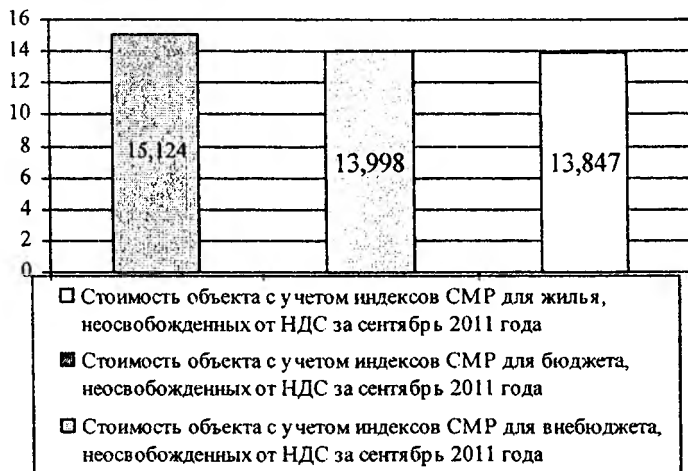 16
14
12
10
8
6
4
2
0
15,124
13,998
13,847
Стоимость объекта с учетом индексов СМР для жилья,
неосвобожденных от НДС за сентябрь 2011 года
Стоимость объекта с учетом индексов СМР для бюджета,
неосвобожденных от НДС за сентябрь 2011 года
Стоимость объекта с учетом индексов СМР для внебюджета,
неосвобожденных от НДС за сентябрь 2011 года